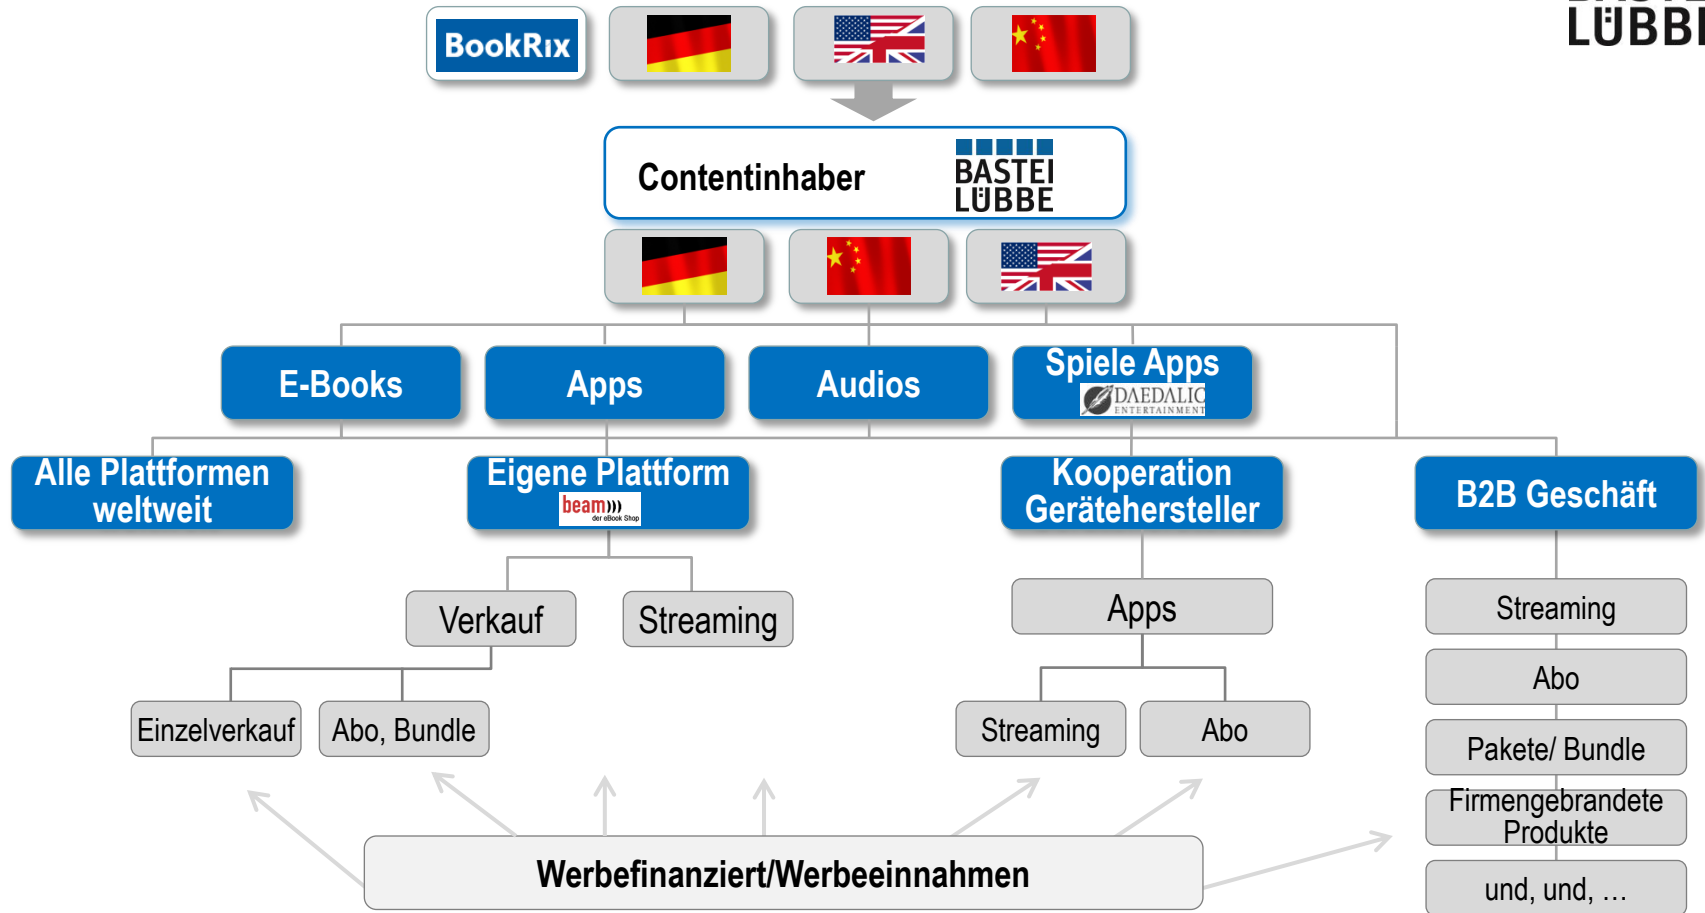 BookRix
LÜBBE
Contentinhaber
BASTEI
LÜBBE
E-Books
Apps
Audios
Spiele Apps
DAEDALIC
ENTERTAINMENT
Alle Plattformen
weltweit
Eigene Plattform
beam)))
der eBook Shop
Kooperation
Gerätehersteller
B2B Geschäft
Verkauf
Streaming
Apps
Streaming
Einzelverkauf
Abo, Bundle
Streaming
Abo
Abo
Pakete/ Bundle
Firmengebrandete
Produkte
Werbefinanziert/Werbeeinnahmen
und, und, …